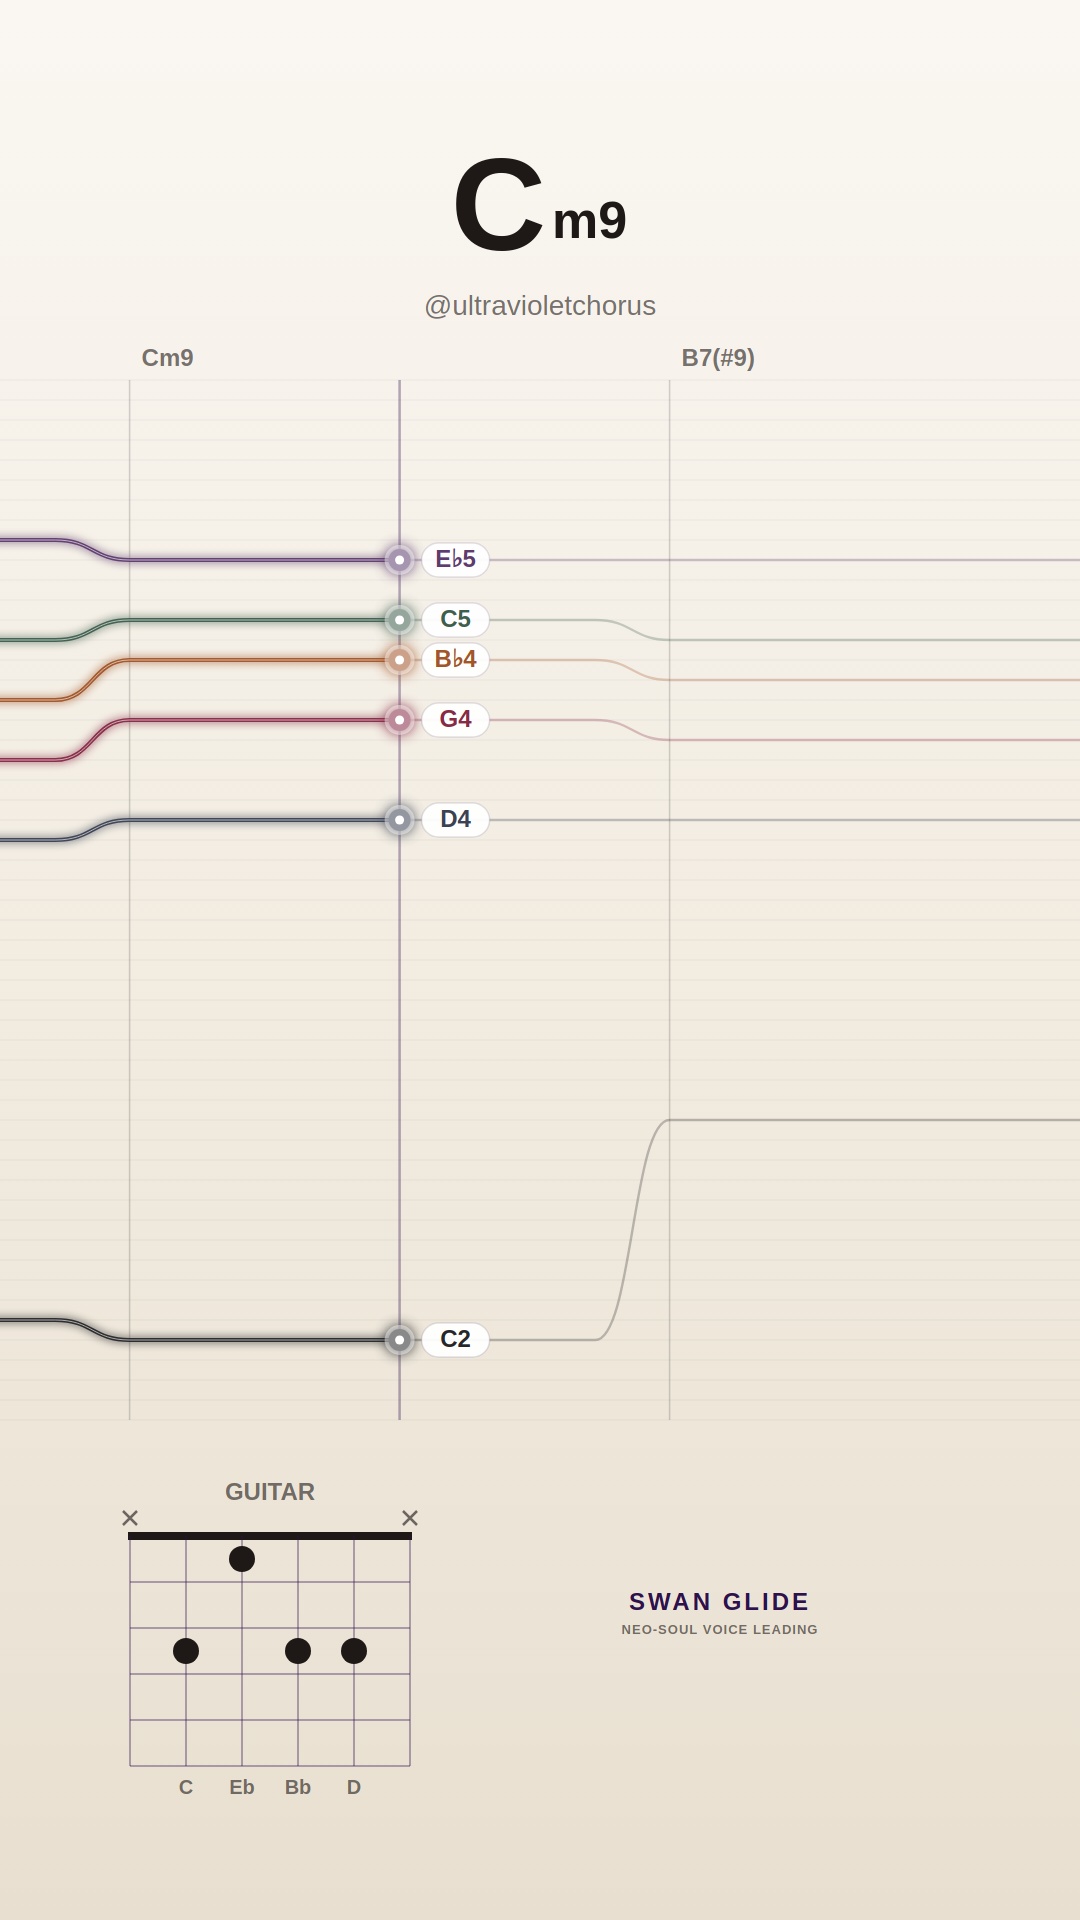 Cm9
@ultravioletchorus
Cm9
B7(#9)
E♭5
C5
B♭4
G4
D4
C2
GUITAR
× ×
C Eb Bb D
SWAN GLIDE
NEO-SOUL VOICE LEADING